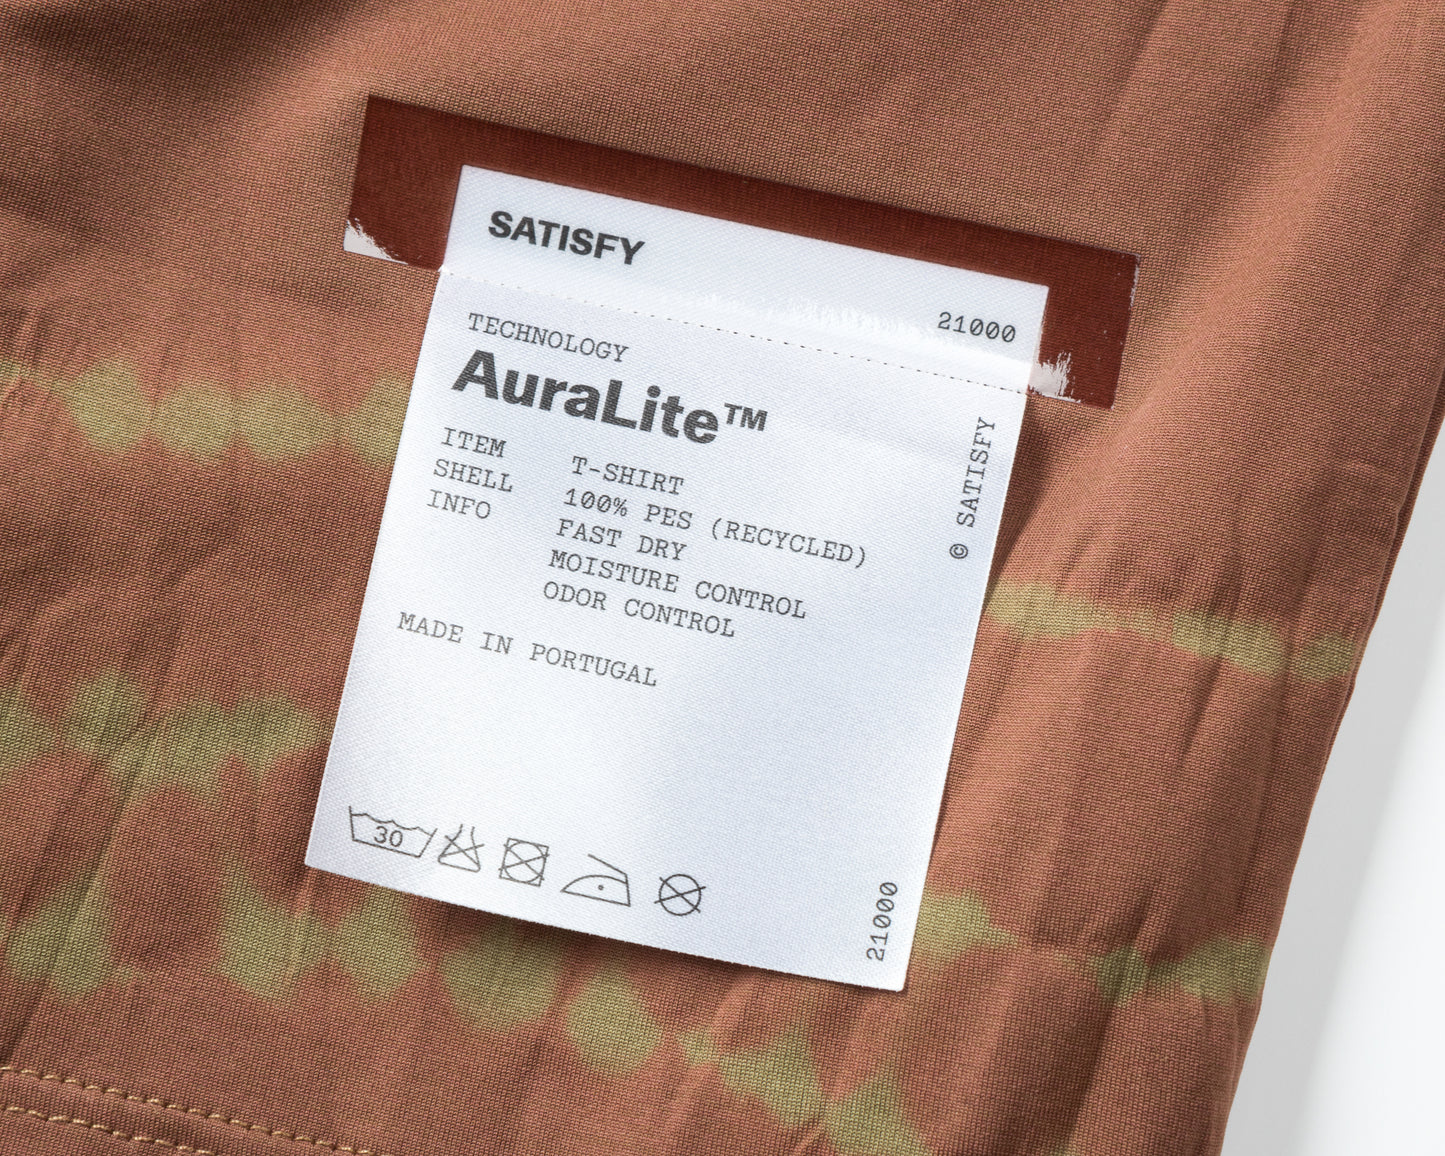 SATISFY
21000
TECHNOLOGY
AuraLite™
ITEM T-SHIRT
SHELL 100% PES (RECYCLED)
INFO FAST DRY
MOISTURE CONTROL
ODOR CONTROL
MADE IN PORTUGAL
© SATISFY
30
21000